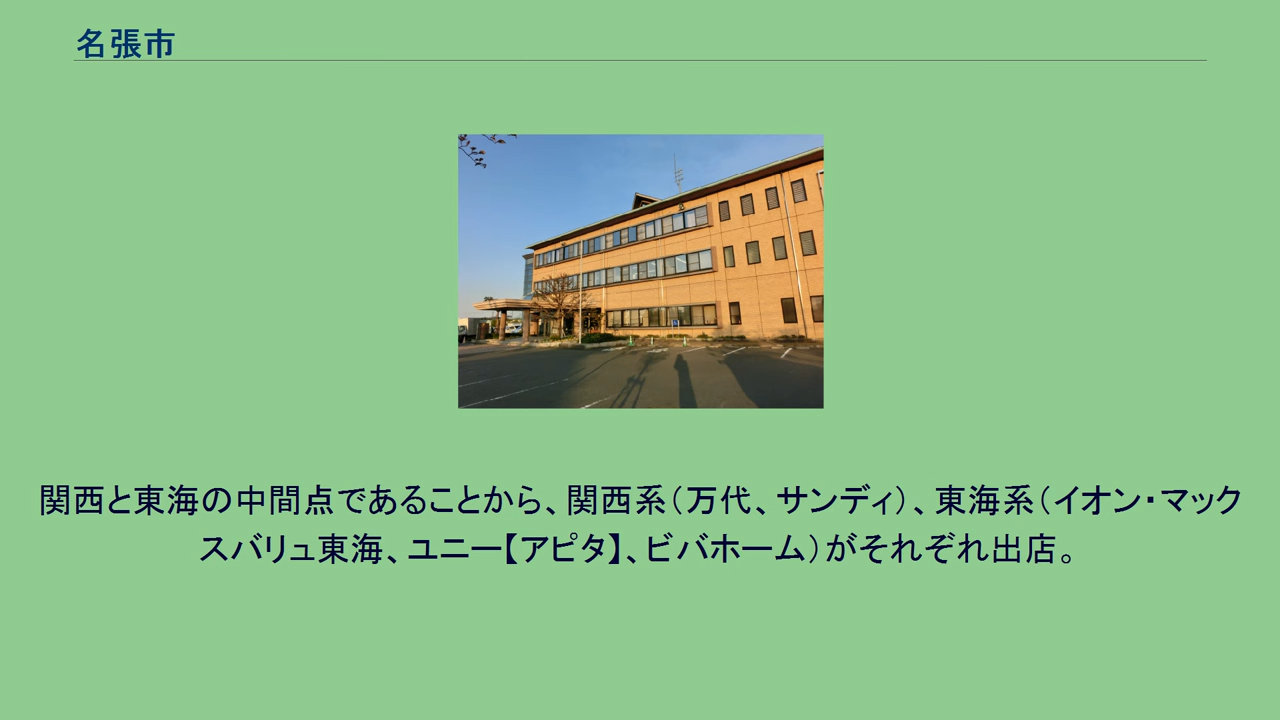 名張市
関西と東海の中間点であることから、関西系（万代、サンディ）、東海系（イオン・マック
スバリュ東海、ユニー【アピタ】、ビバホーム）がそれぞれ出店。